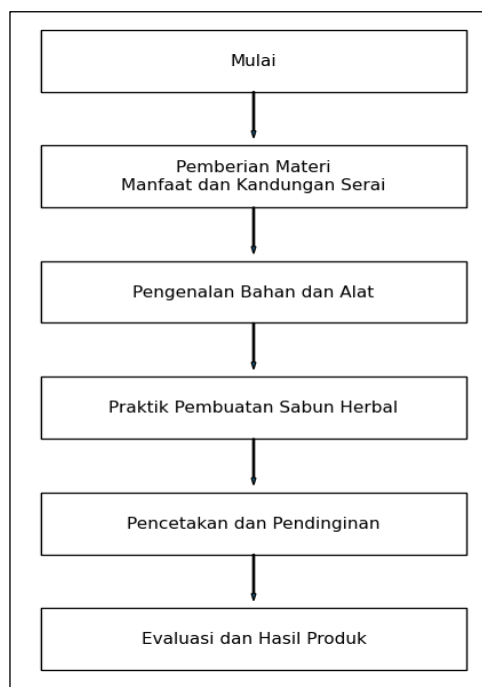 Mulai
Pemberian Materi
Manfaat dan Kandungan Serai
Pengenalan Bahan dan Alat
Praktik Pembuatan Sabun Herbal
Pencetakan dan Pendinginan
Evaluasi dan Hasil Produk